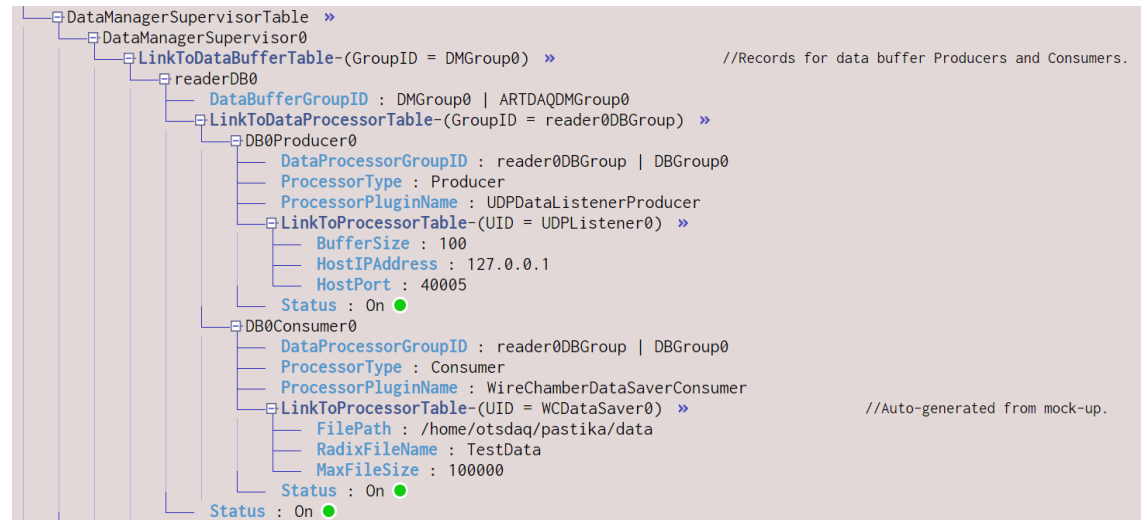 DataManagerSupervisorTable »
DataManagerSupervisor0
LinkToDataBufferTable-(GroupID = DMGroup0) » //Records for data buffer Producers and Consumers.
readerDB0
DataBufferGroupID : DMGroup0 | ARTDAQDMGroup0
LinkToDataProcessorTable-(GroupID = reader0DBGroup) »
DB0Producer0
DataProcessorGroupID : reader0DBGroup | DBGroup0
ProcessorType : Producer
ProcessorPluginName : UDPDataListenerProducer
LinkToProcessorTable-(UID = UDPListener0) »
BufferSize : 100
HostIPAddress : 127.0.0.1
HostPort : 40005
Status : On
DB0Consumer0
DataProcessorGroupID : reader0DBGroup | DBGroup0
ProcessorType : Consumer
ProcessorPluginName : WireChamberDataSaverConsumer
LinkToProcessorTable-(UID = WCDataSaver0) » //Auto-generated from mock-up.
FilePath : /home/otsdaq/pastika/data
RadixFileName : TestData
MaxFileSize : 100000
Status : On
Status : On